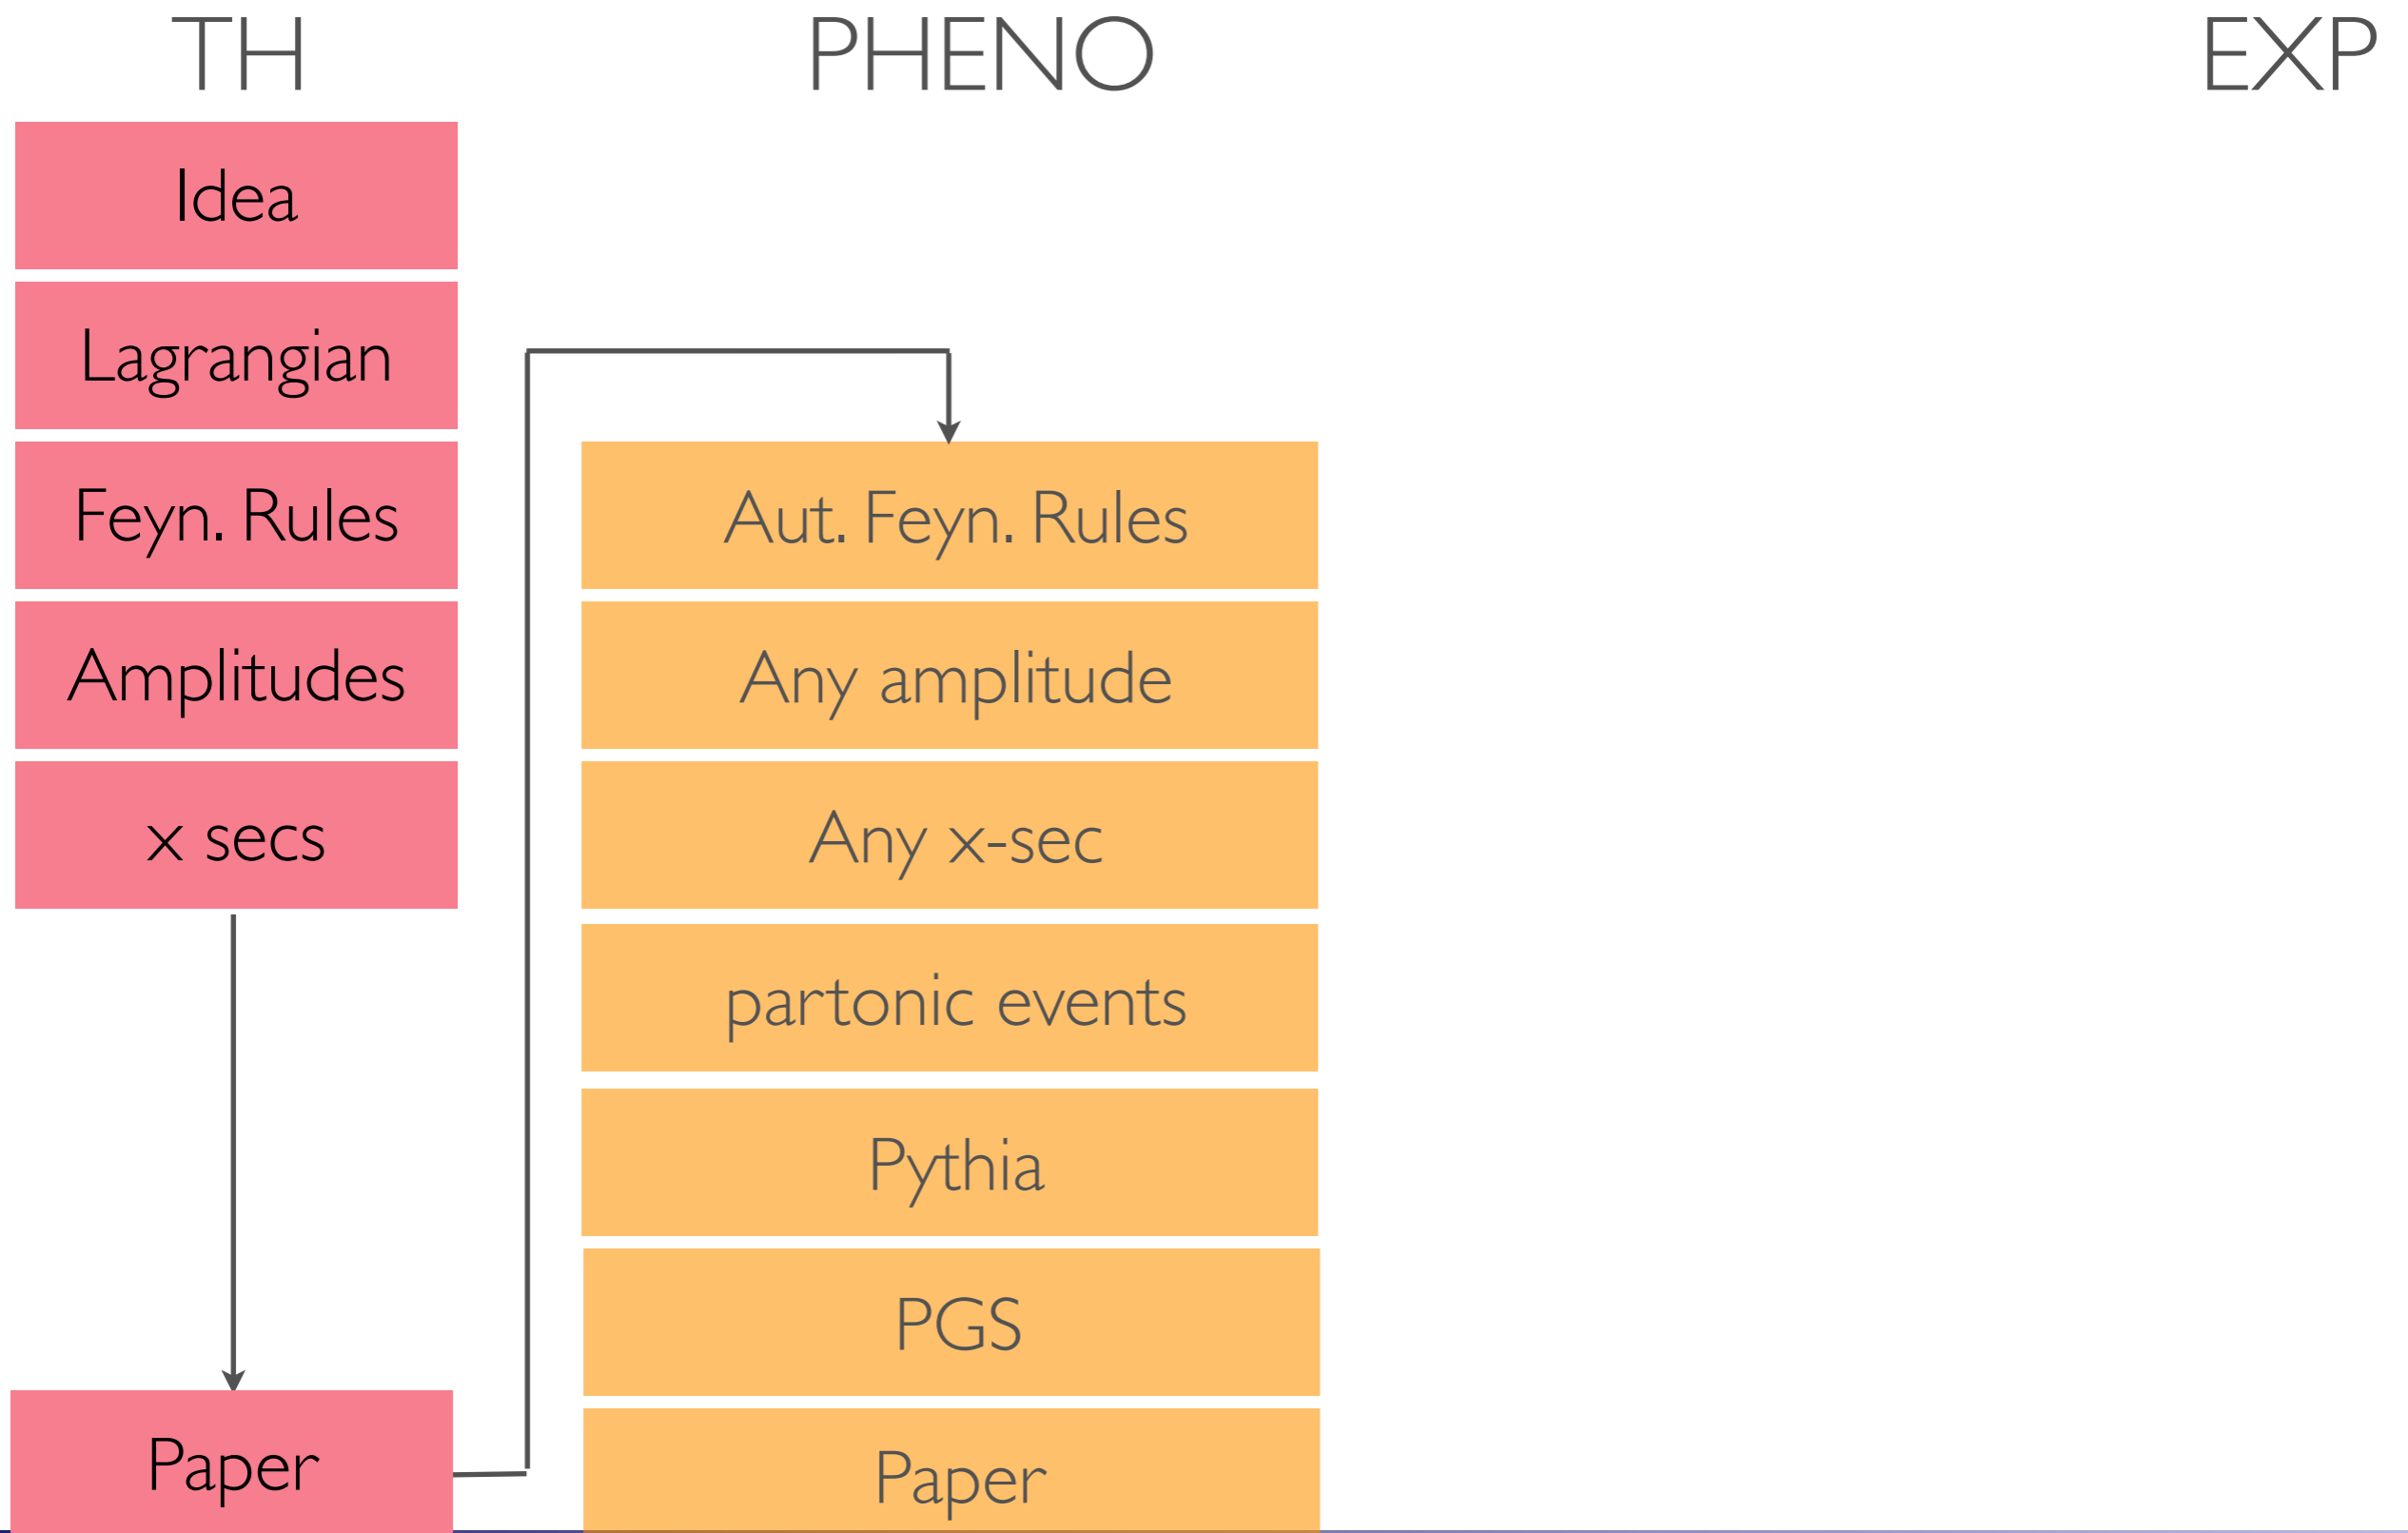 TH
PHENO
EXP
Idea
Lagrangian
Feyn. Rules
Amplitudes
x secs
Paper
Aut. Feyn. Rules
Any amplitude
Any x-sec
partonic events
Pythia
PGS
Paper